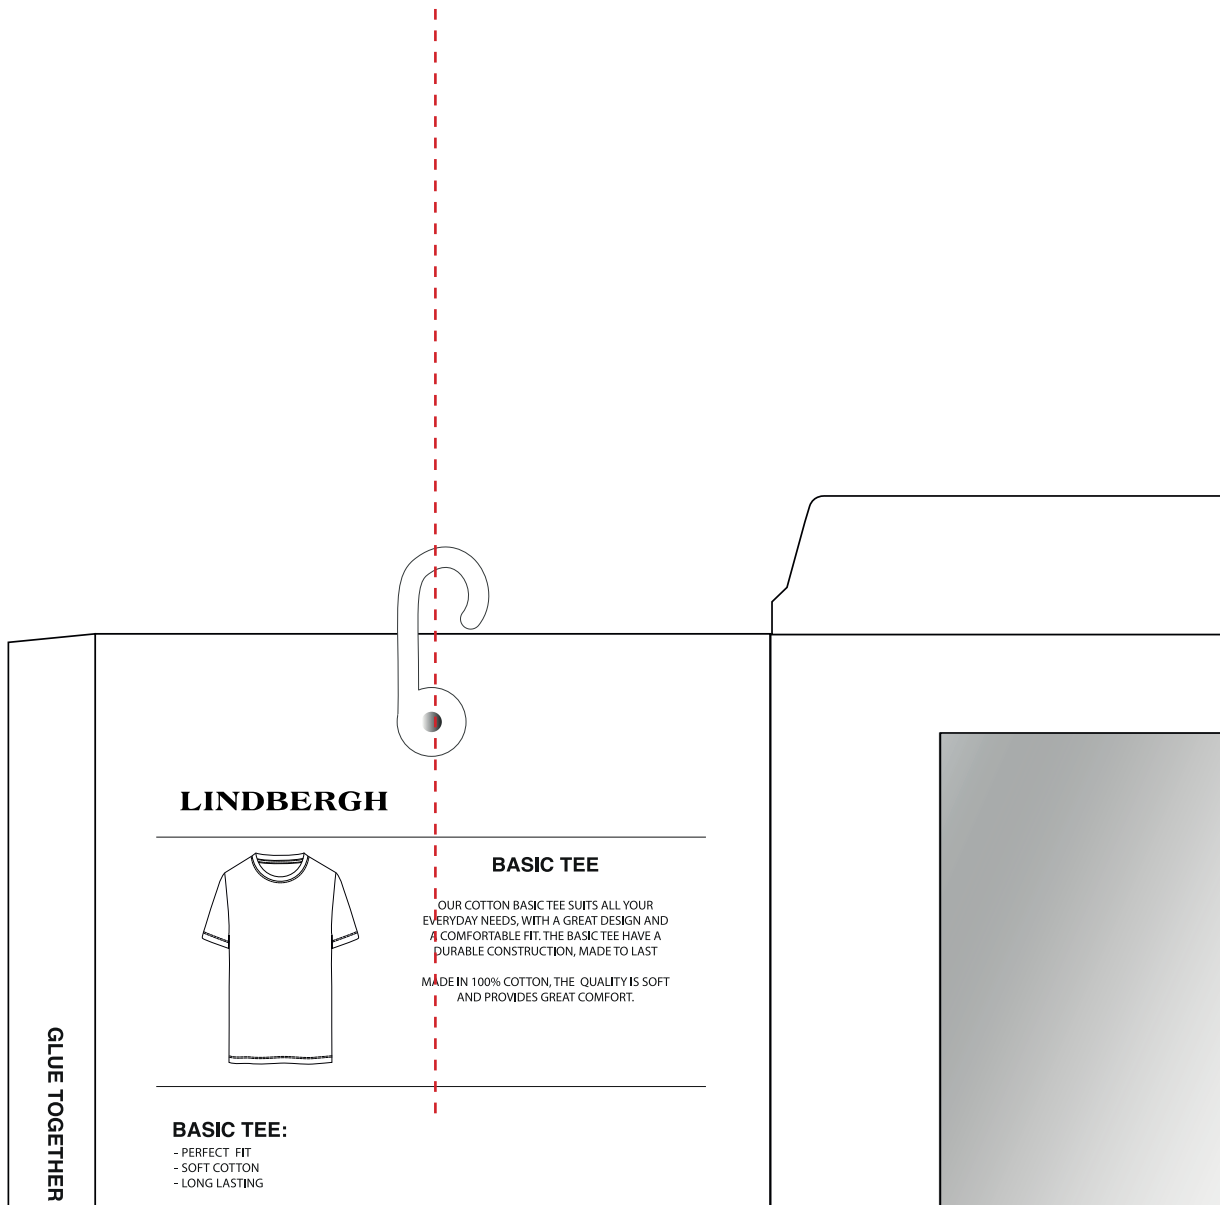 LINDBERGH
BASIC TEE
OUR COTTON BASIC TEE SUITS ALL YOUR
EVERYDAY NEEDS, WITH A GREAT DESIGN AND
A COMFORTABLE FIT. THE BASIC TEE HAVE A
DURABLE CONSTRUCTION, MADE TO LAST
MADE IN 100% COTTON, THE QUALITY IS SOFT
AND PROVIDES GREAT COMFORT.
BASIC TEE:
- PERFECT FIT
- SOFT COTTON
- LONG LASTING
GLUE TOGETHER